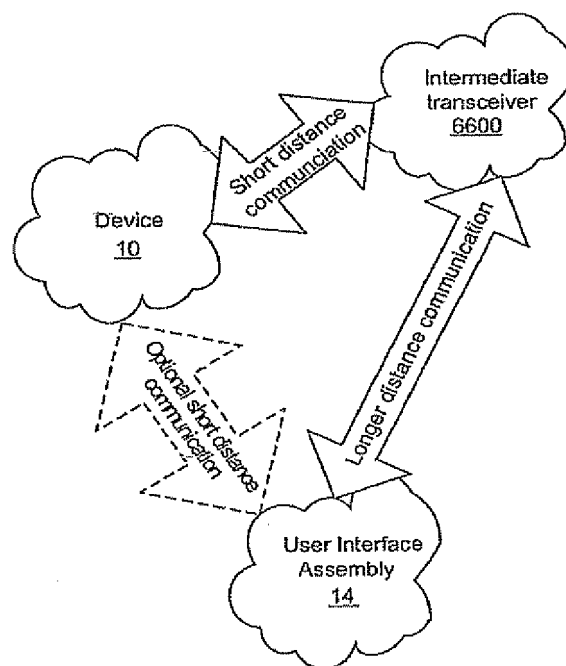 Intermediate
transceiver
6600
Short distance
communciation
Device
10
Optional short distance
communication
Longer distance communication
User Interface
Assembly
14